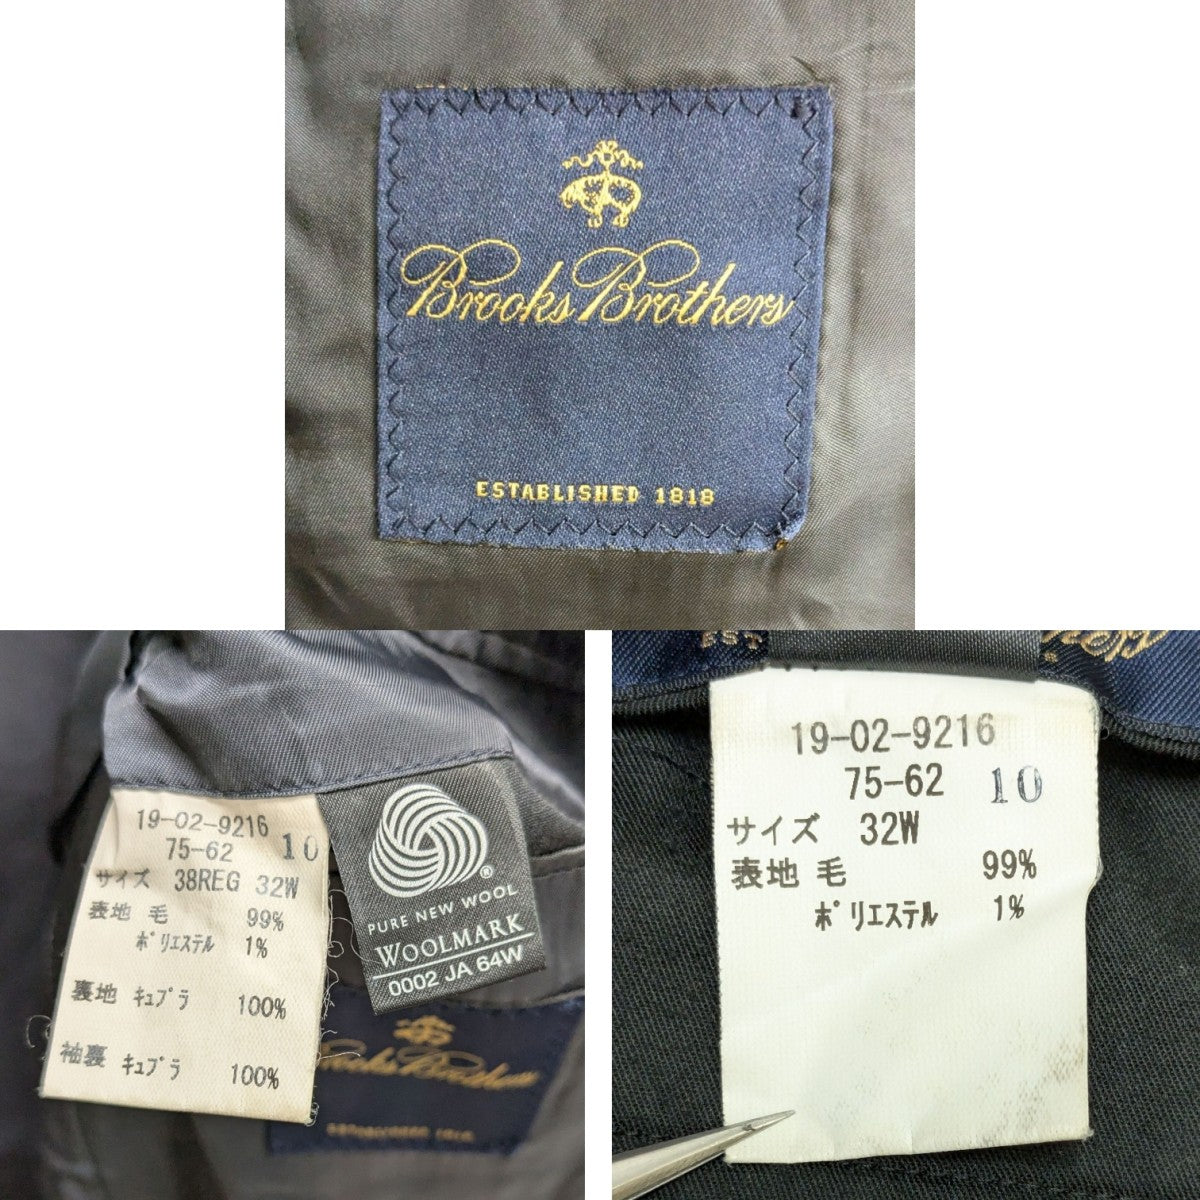 Brooks Brothers
ESTABLISHED 1818
19-02-9216
75-62 10
サイズ 38REG 32W
表地 毛 99%
ポリエステル 1%
裏地 キュプラ 100%
袖裏 キュプラ 100%
PURE NEW WOOL
WOOLMARK
0002 JA 64W
Brooks Brothers
ESTABLISHED 1818
EST
19-02-9216
75-62 10
サイズ 32W
表地 毛 99%
ポリエステル 1%